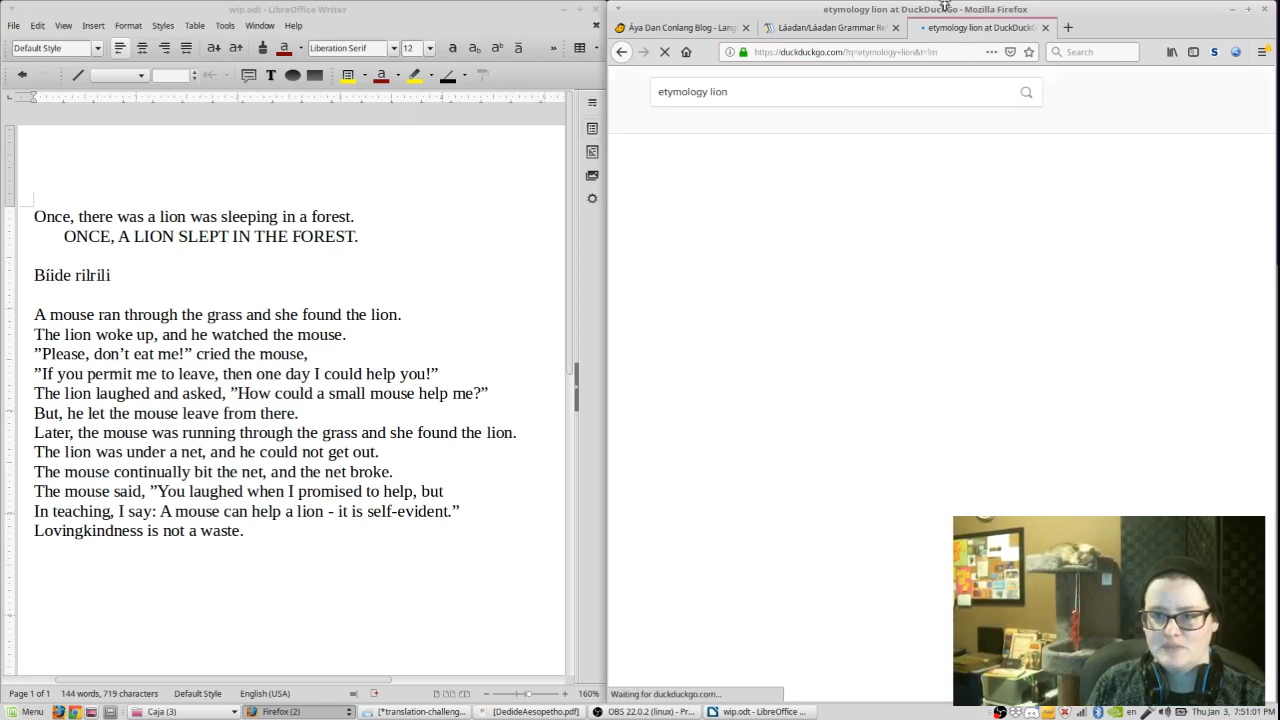 wip.odt - LibreOffice Writer
File Edit View Insert Format Styles Table Tools Window Help
Default Style Liberation Serif 12
Once, there was a lion was sleeping in a forest.
ONCE, A LION SLEPT IN THE FOREST.
Bíide rilrili
A mouse ran through the grass and she found the lion.
The lion woke up, and he watched the mouse.
”Please, don’t eat me!” cried the mouse,
”If you permit me to leave, then one day I could help you!”
The lion laughed and asked, ”How could a small mouse help me?”
But, he let the mouse leave from there.
Later, the mouse was running through the grass and she found the lion.
The lion was under a net, and he could not get out.
The mouse continually bit the net, and the net broke.
The mouse said, ”You laughed when I promised to help, but
In teaching, I say: A mouse can help a lion - it is self-evident.”
Lovingkindness is not a waste.
Page 1 of 1 144 words, 719 characters Default Style English (USA) 160%
etymology lion at DuckDuckGo - Mozilla Firefox
Áya Dan Conlang Blog - Lang Láadan/Láadan Grammar Re etymology lion at DuckDuckG
https://duckduckgo.com/?q=etymology+lion&t=lm Search
etymology lion
Waiting for duckduckgo.com...
Menu Caja (3) Firefox (2) [*translation-challeng... [DedideAesopetho.pdf] OBS 22.0.2 (linux) - Pr... wip.odt - LibreOffice ... en Thu Jan 3, 7:51:01 PM